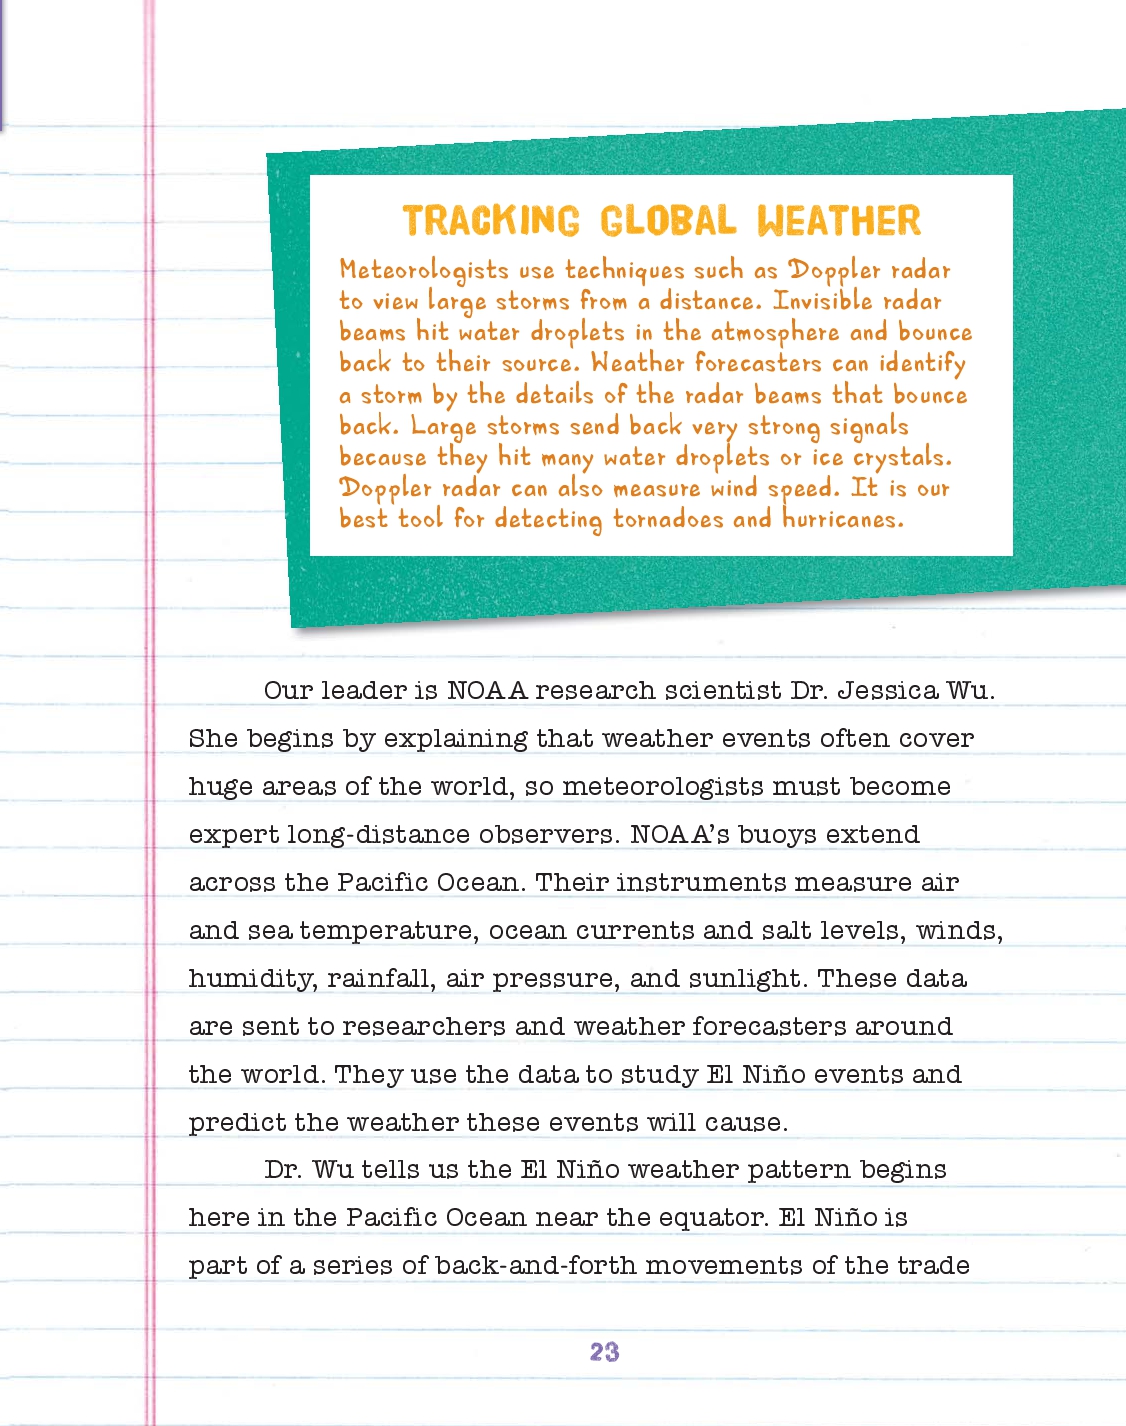 TRACKING GLOBAL WEATHER
Meteorologists use techniques such as Doppler radar
to view large storms from a distance. Invisible radar
beams hit water droplets in the atmosphere and bounce
back to their source. Weather forecasters can identify
a storm by the details of the radar beams that bounce
back. Large storms send back very strong signals
because they hit many water droplets or ice crystals.
Doppler radar can also measure wind speed. It is our
best tool for detecting tornadoes and hurricanes.
Our leader is NOAA research scientist Dr. Jessica Wu.
She begins by explaining that weather events often cover
huge areas of the world, so meteorologists must become
expert long-distance observers. NOAA's buoys extend
across the Pacific Ocean. Their instruments measure air
and sea temperature, ocean currents and salt levels, winds,
humidity, rainfall, air pressure, and sunlight. These data
are sent to researchers and weather forecasters around
the world. They use the data to study El Niño events and
predict the weather these events will cause.
Dr. Wu tells us the El Niño weather pattern begins
here in the Pacific Ocean near the equator. El Niño is
part of a series of back-and-forth movements of the trade
23